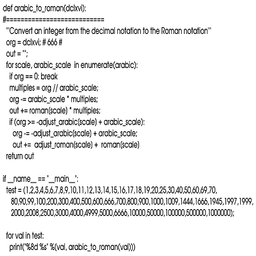 def arabic_to_roman(dclxvi):
#===========================
  '''Convert an integer from the decimal notation to the Roman notation'''
  org = dclxvi; # 666 #
  out = "";
  for scale, arabic_scale  in enumerate(arabic):
    if org == 0: break
    multiples = org // arabic_scale;
    org -= arabic_scale * multiples;
    out += roman(scale) * multiples;
    if (org >= -adjust_arabic(scale) + arabic_scale):
      org -= -adjust_arabic(scale) + arabic_scale;
      out +=  adjust_roman(scale) +  roman(scale)
  return out

if __name__ == "__main__":
  test = (1,2,3,4,5,6,7,8,9,10,11,12,13,14,15,16,17,18,19,20,25,30,40,50,60,69,70,
    80,90,99,100,200,300,400,500,600,666,700,800,900,1000,1009,1444,1666,1945,1997,1999,
    2000,2008,2500,3000,4000,4999,5000,6666,10000,50000,100000,500000,1000000);

  for val in test:
    print("%8d %s" %(val, arabic_to_roman(val)))